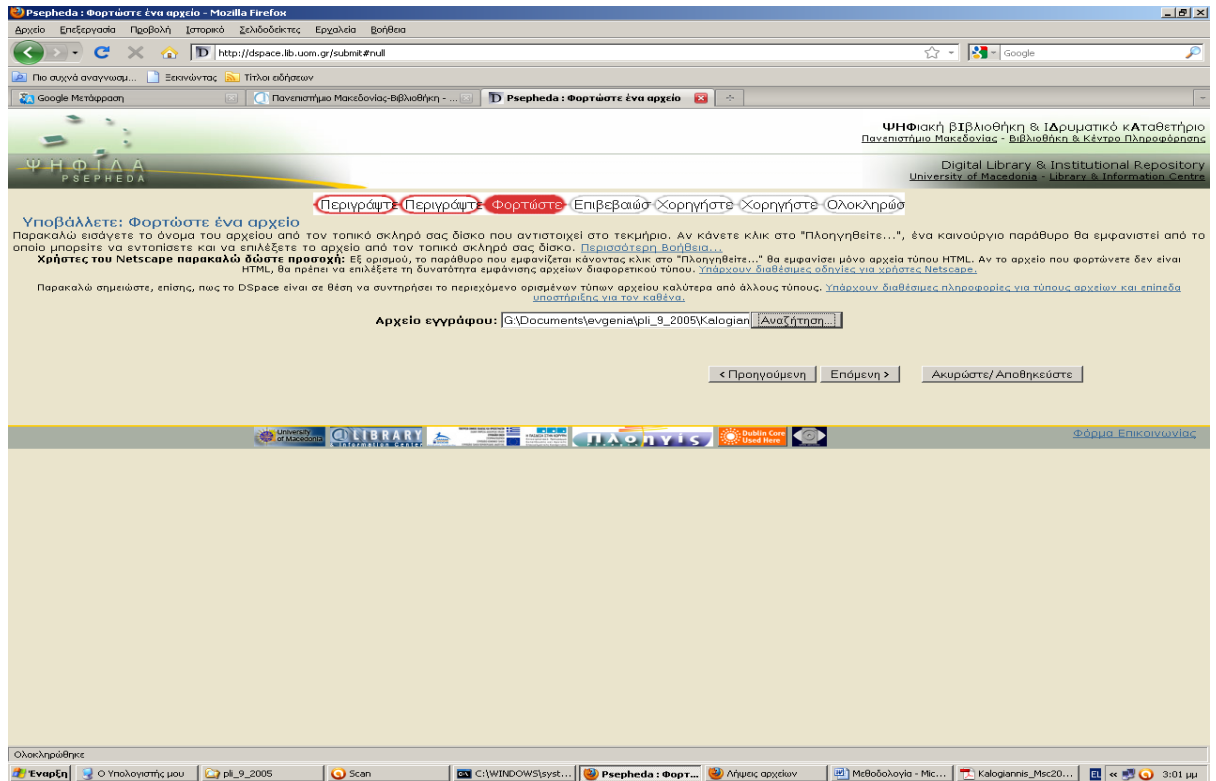 Psepheda : Φορτώστε ένα αρχείο - Mozilla Firefox
Αρχείο Επεξεργασία Προβολή Ιστορικό Σελιδοδείκτες Εργαλεία Βοήθεια
http://dspace.lib.uom.gr/submit#null
Google
Πιο συχνά αναγνωσμ... Ξεκινώντας Τίτλοι ειδήσεων
Google Μετάφραση Πανεπιστήμιο Μακεδονίας-Βιβλιοθήκη - ... Psepheda : Φορτώστε ένα αρχείο
ΨΗΦιακή βΙβλιοθήκη & ΙΔρυματικό κΑταθετήριο
Πανεπιστήμιο Μακεδονίας - Βιβλιοθήκη & Κέντρο Πληροφόρησης
ΨΗΦΙΔΑ
PSEPHEDA
Digital Library & Institutional Repository
University of Macedonia - Library & Information Centre
Περιγράψτε Περιγράψτε Φορτώστε Επιβεβαιώσ Χορηγήστε Χορηγήστε Ολοκληρώσ
Υποβάλλετε: Φορτώστε ένα αρχείο
Παρακαλώ εισάγετε το όνομα του αρχείου από τον τοπικό σκληρό σας δίσκο που αντιστοιχεί στο τεκμήριο. Αν κάνετε κλικ στο "Πλοηγηθείτε...", ένα καινούργιο παράθυρο θα εμφανιστεί από το
οποίο μπορείτε να εντοπίσετε και να επιλέξετε το αρχείο από τον τοπικό σκληρό σας δίσκο. Περισσότερη Βοήθεια...
Χρήστες του Netscape παρακαλώ δώστε προσοχή: Εξ ορισμού, το παράθυρο που εμφανίζεται κάνοντας κλικ στο "Πλοηγηθείτε..." θα εμφανίσει μόνο αρχεία τύπου HTML. Αν το αρχείο που φορτώνετε δεν είναι
HTML, θα πρέπει να επιλέξετε τη δυνατότητα εμφάνισης αρχείων διαφορετικού τύπου. Υπάρχουν διαθέσιμες οδηγίες για χρήστες Netscape.
Παρακαλώ σημειώστε, επίσης, πως το DSpace είναι σε θέση να συντηρήσει το περιεχόμενο ορισμένων τύπων αρχείου καλύτερα από άλλους τύπους. Υπάρχουν διαθέσιμες πληροφορίες για τύπους αρχείων και επίπεδα
υποστήριξης για τον καθένα.
Αρχείο εγγράφου: G:\Documents\evgenia\pli_9_2005\Kalogian Αναζήτηση...
< Προηγούμενη Επόμενη > Ακυρώστε/Αποθηκεύστε
University of Macedonia LIBRARY & Information Center Πλοηγίς Dublin Core Used Here Φόρμα Επικοινωνίας
Ολοκληρώθηκε
Έναρξη Ο Υπολογιστής μου pli_9_2005 Scan C:\WINDOWS\syst... Psepheda : Φορτ... Λήψεις αρχείων Μεθοδολογία - Mic... Kalogiannis_Msc20... EL « 3:01 μμ